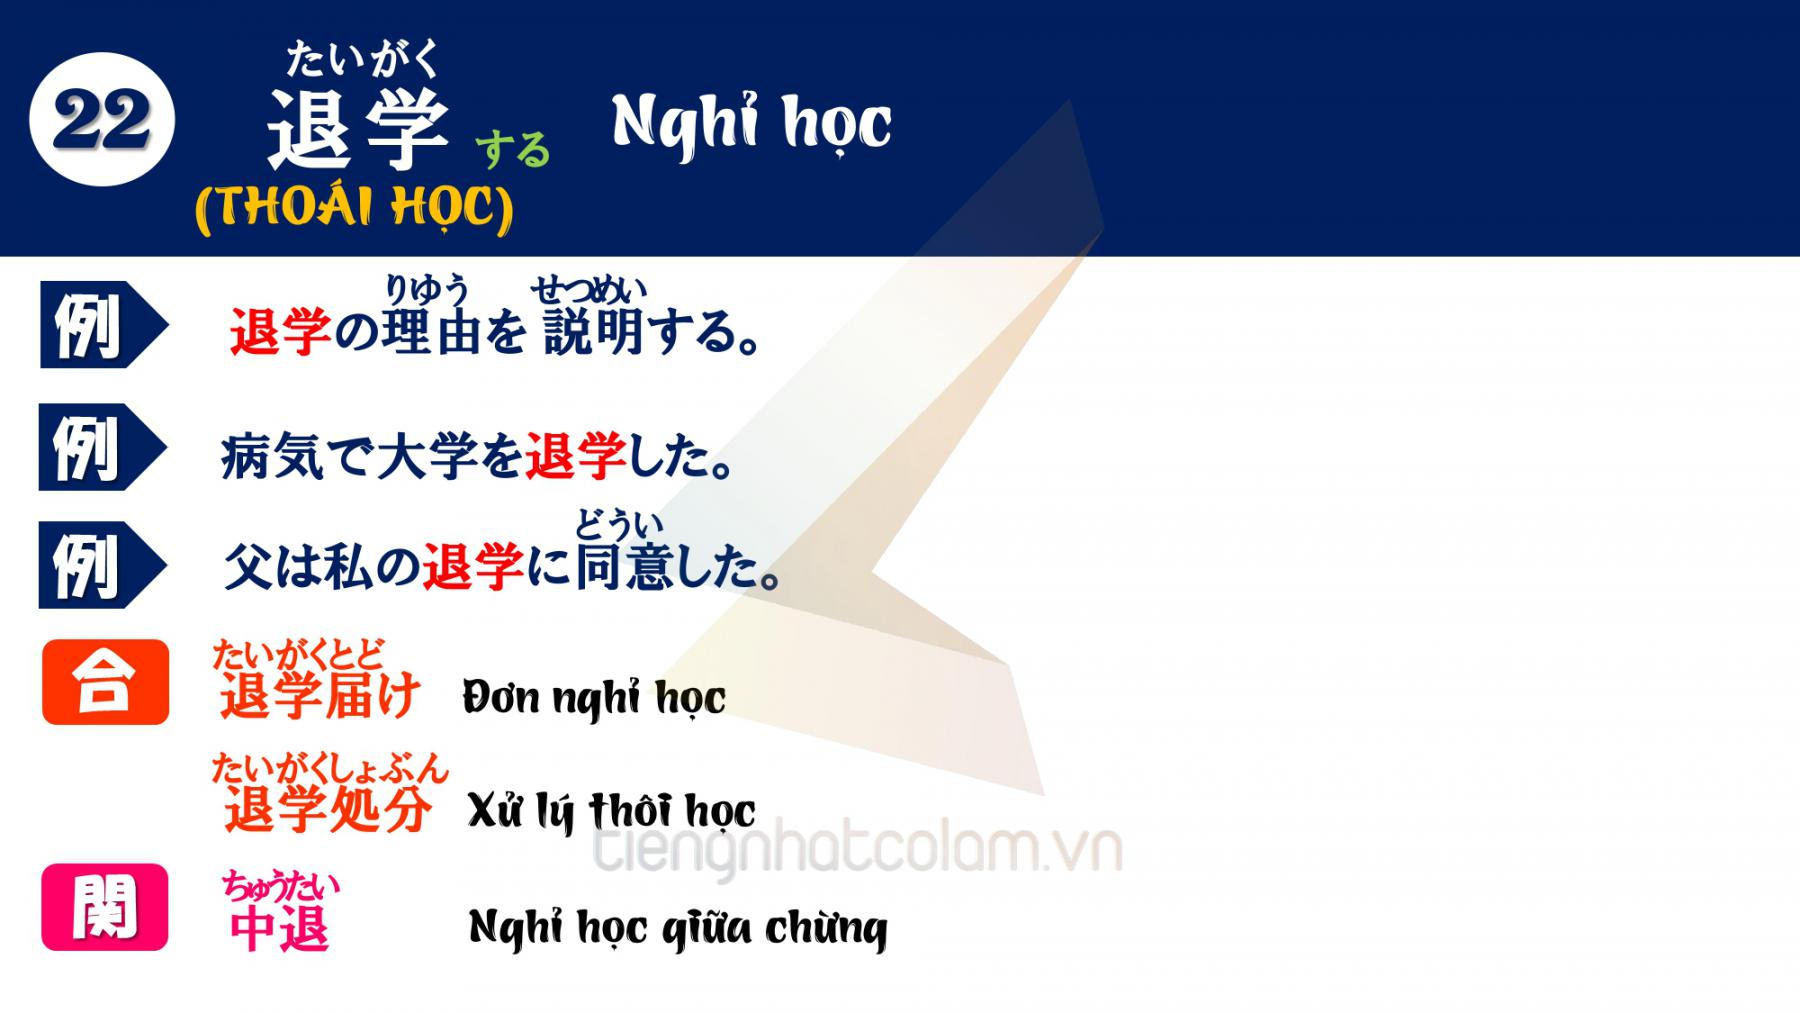 22
たいがく
退学する
Nghỉ học
(THOÁI HỌC)
りゆう せつめい
例 退学の理由を説明する。
例 病気で大学を退学した。
どうい
例 父は私の退学に同意した。
たいがくとど
合 退学届け Đơn nghỉ học
たいがくしょぶん
退学処分 Xử lý thôi học
tiengnhatcolam.vn
ちゅうたい
関 中退 Nghỉ học giữa chừng